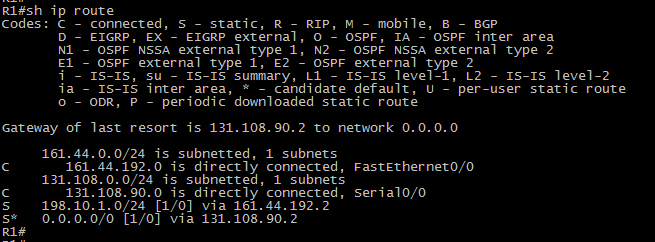 R1#
R1#sh ip route
Codes: C - connected, S - static, R - RIP, M - mobile, B - BGP
       D - EIGRP, EX - EIGRP external, O - OSPF, IA - OSPF inter area
       N1 - OSPF NSSA external type 1, N2 - OSPF NSSA external type 2
       E1 - OSPF external type 1, E2 - OSPF external type 2
       i - IS-IS, su - IS-IS summary, L1 - IS-IS level-1, L2 - IS-IS level-2
       ia - IS-IS inter area, * - candidate default, U - per-user static route
       o - ODR, P - periodic downloaded static route
Gateway of last resort is 131.108.90.2 to network 0.0.0.0
     161.44.0.0/24 is subnetted, 1 subnets
C       161.44.192.0 is directly connected, FastEthernet0/0
     131.108.0.0/24 is subnetted, 1 subnets
C       131.108.90.0 is directly connected, Serial0/0
S    198.10.1.0/24 [1/0] via 161.44.192.2
S*   0.0.0.0/0 [1/0] via 131.108.90.2
R1#
R1#